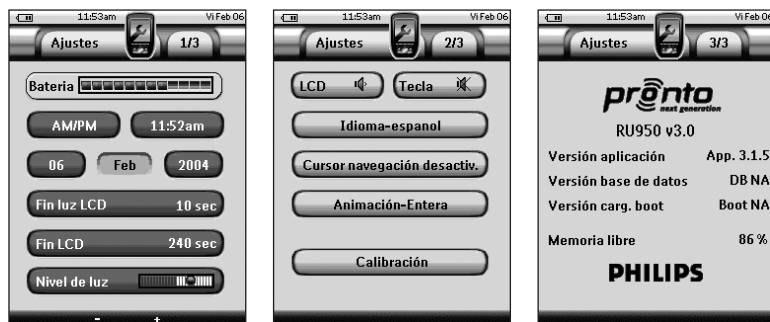 11:53am Vi Feb 06
Ajustes 1/3
Bateria
AM/PM 11:52am
06 Feb 2004
Fin luz LCD 10 sec
Fin LCD 240 sec
Nivel de luz
- +
11:53am Vi Feb 06
Ajustes 2/3
LCD Tecla
Idioma-espanol
Cursor navegación desactiv.
Animación-Entera
Calibración
11:53am Vi Feb 06
Ajustes 3/3
pronto
next generation
RU950 v3.0
Versión aplicación App. 3.1.5
Versión base de datos DB NA
Versión carg. boot Boot NA
Memoria libre 86 %
PHILIPS